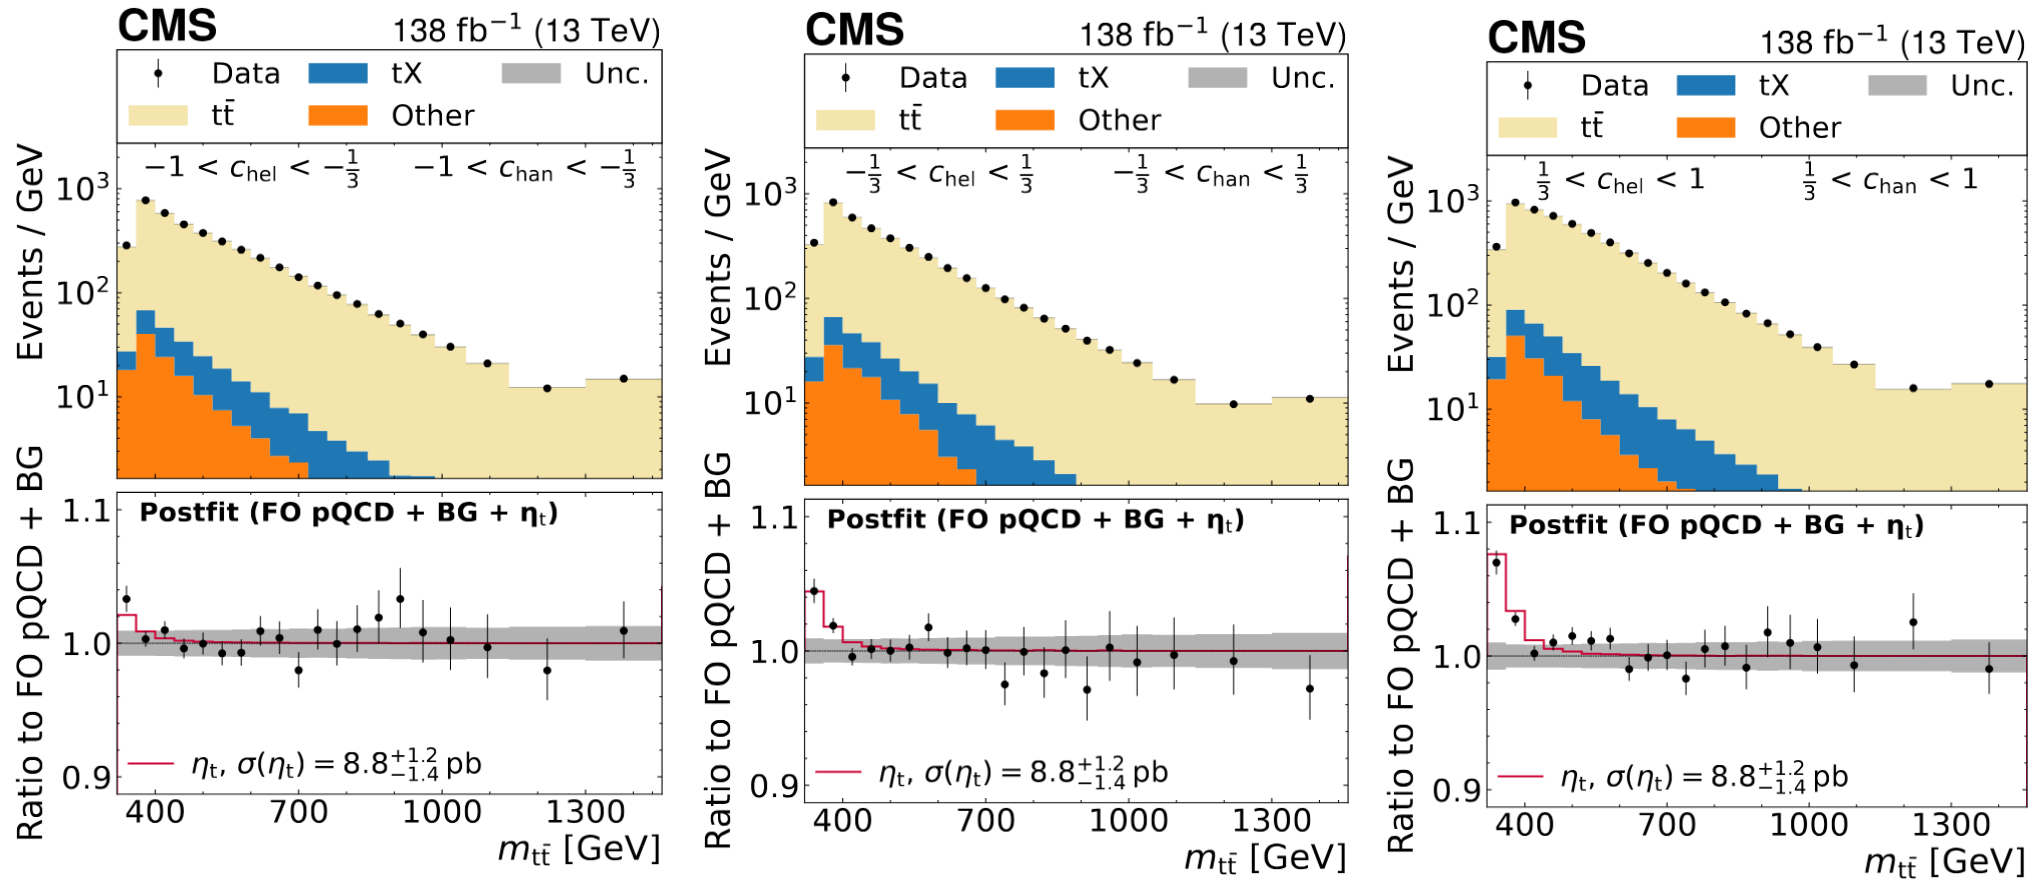 CMS 138 fb⁻¹ (13 TeV)
Data tX Unc.
tt̄ Other
−1 < c_hel < −1/3 −1 < c_han < −1/3
Events / GeV
10³
10²
10¹
Ratio to FO pQCD + BG
1.1
1.0
0.9
Postfit (FO pQCD + BG + η_t)
η_t, σ(η_t) = 8.8 +1.2 −1.4 pb
400 700 1000 1300
m_tt̄ [GeV]
CMS 138 fb⁻¹ (13 TeV)
Data tX Unc.
tt̄ Other
−1/3 < c_hel < 1/3 −1/3 < c_han < 1/3
Events / GeV
10³
10²
10¹
Ratio to FO pQCD + BG
1.1
1.0
0.9
Postfit (FO pQCD + BG + η_t)
η_t, σ(η_t) = 8.8 +1.2 −1.4 pb
400 700 1000 1300
m_tt̄ [GeV]
CMS 138 fb⁻¹ (13 TeV)
Data tX Unc.
tt̄ Other
1/3 < c_hel < 1 1/3 < c_han < 1
Events / GeV
10³
10²
10¹
Ratio to FO pQCD + BG
1.1
1.0
0.9
Postfit (FO pQCD + BG + η_t)
η_t, σ(η_t) = 8.8 +1.2 −1.4 pb
400 700 1000 1300
m_tt̄ [GeV]